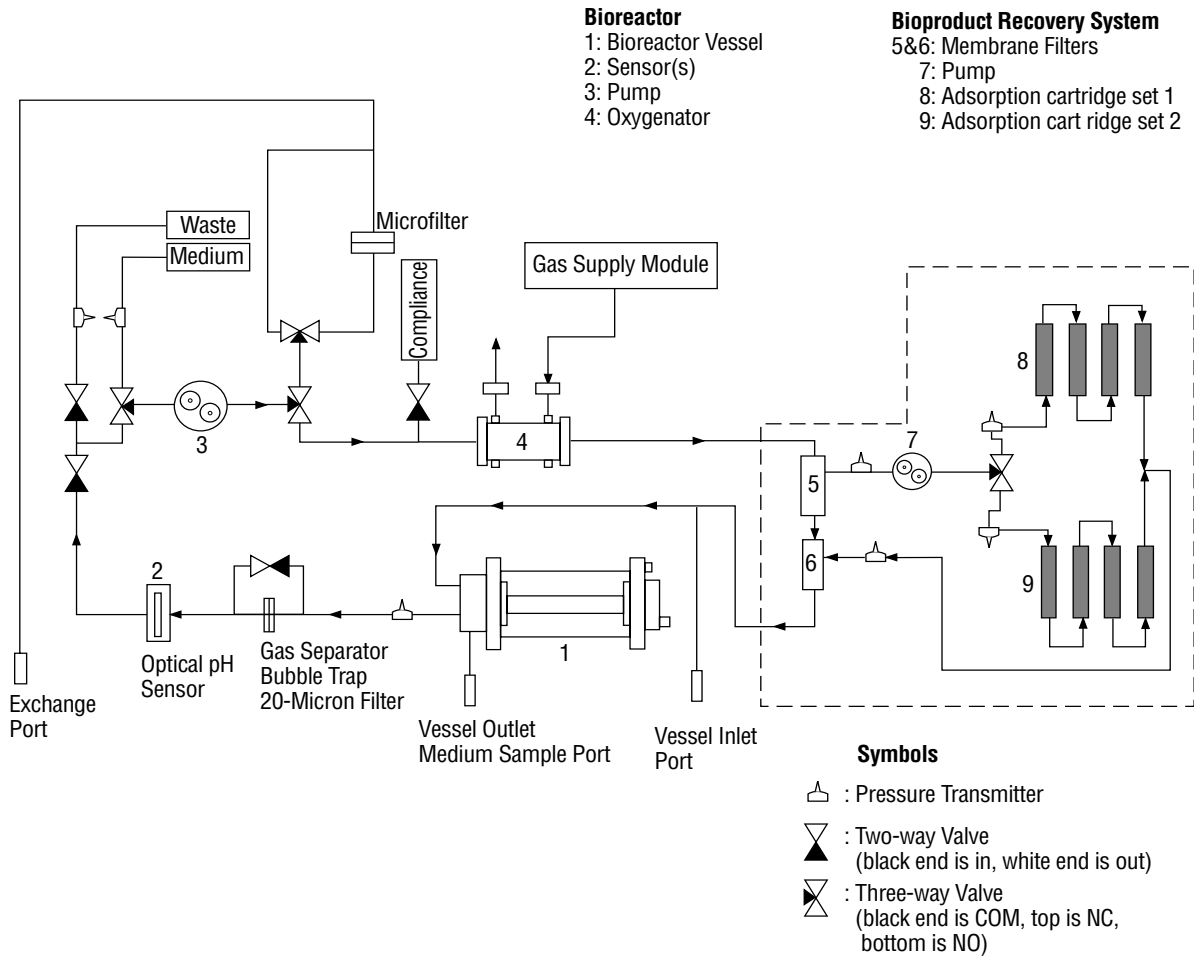 Bioreactor
1: Bioreactor Vessel
2: Sensor(s)
3: Pump
4: Oxygenator
Bioproduct Recovery System
5&6: Membrane Filters
7: Pump
8: Adsorption cartridge set 1
9: Adsorption cart ridge set 2
Waste
Medium
Microfilter
Compliance
Gas Supply Module
3
4
5
6
7
8
9
2
1
Optical pH
Sensor
Gas Separator
Bubble Trap
20-Micron Filter
Exchange
Port
Vessel Outlet
Medium Sample Port
Vessel Inlet
Port
Symbols
: Pressure Transmitter
: Two-way Valve
(black end is in, white end is out)
: Three-way Valve
(black end is COM, top is NC,
bottom is NO)